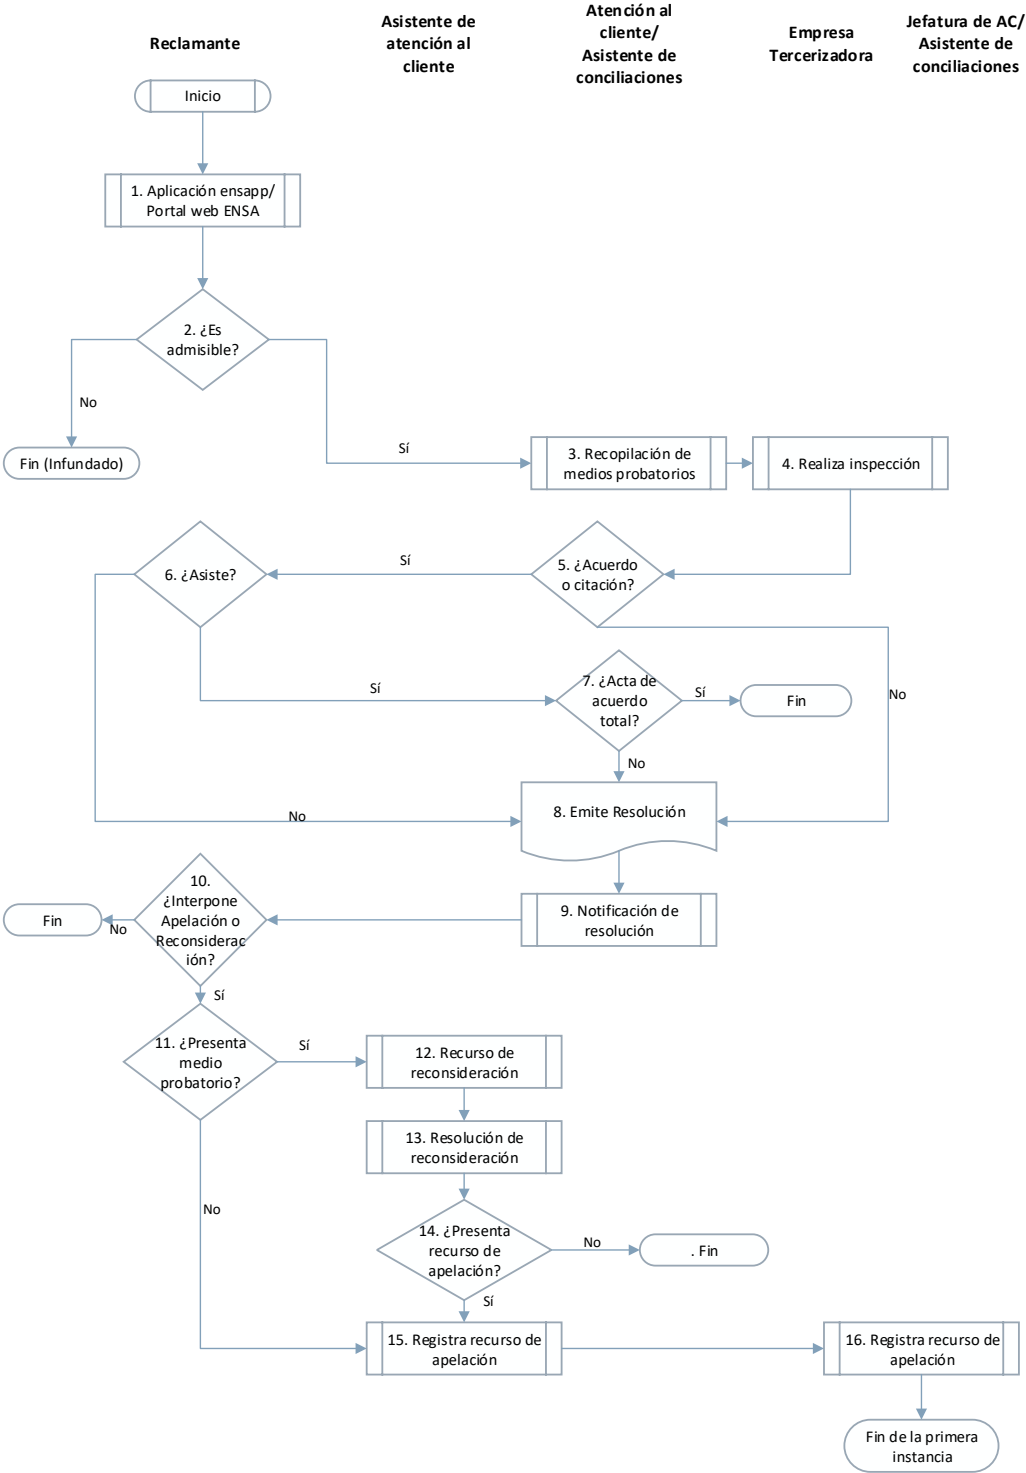 Reclamante
Asistente de
atención al
cliente
Atención al
cliente/
Asistente de
conciliaciones
Empresa
Tercerizadora
Jefatura de AC/
Asistente de
conciliaciones
Inicio
1. Aplicación ensapp/
Portal web ENSA
2. ¿Es
admisible?
No
Fin (Infundado)
Sí
3. Recopilación de
medios probatorios
4. Realiza inspección
5. ¿Acuerdo
o citación?
Sí
6. ¿Asiste?
Sí
7. ¿Acta de
acuerdo
total?
Sí
Fin
No
No
8. Emite Resolución
No
9. Notificación de
resolución
10.
¿Interpone
Apelación o
Reconsiderac
ión?
No
Fin
Sí
11. ¿Presenta
medio
probatorio?
Sí
12. Recurso de
reconsideración
13. Resolución de
reconsideración
No
14. ¿Presenta
recurso de
apelación?
No
. Fin
Sí
15. Registra recurso de
apelación
16. Registra recurso de
apelación
Fin de la primera
instancia